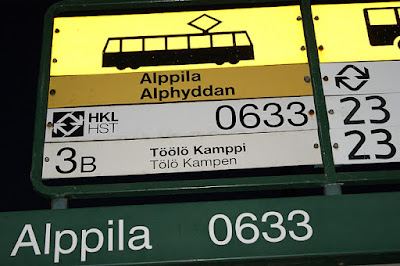 Alppila
Alphyddan
HKL
HST
0633
3B
Töölö Kamppi
Tölö Kampen
23
23
Alppila 0633